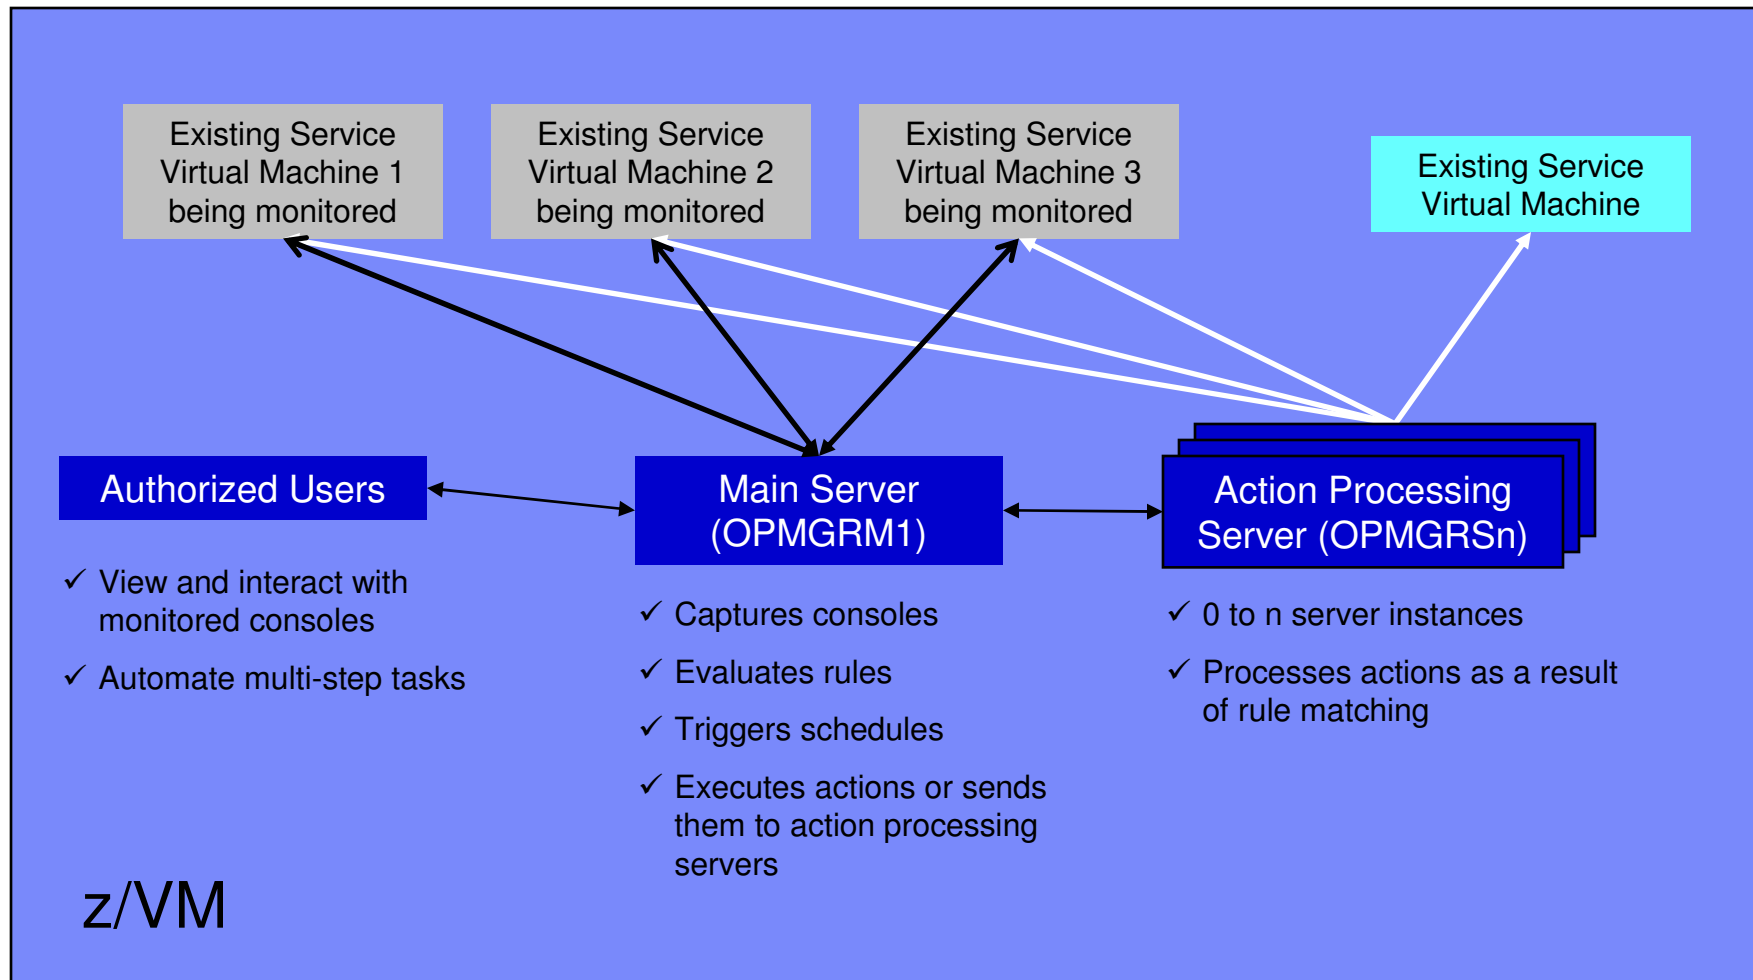 Existing Service
Virtual Machine 1
being monitored
Existing Service
Virtual Machine 2
being monitored
Existing Service
Virtual Machine 3
being monitored
Existing Service
Virtual Machine
Authorized Users
✓ View and interact with
monitored consoles
✓ Automate multi-step tasks
Main Server
(OPMGRM1)
✓ Captures consoles
✓ Evaluates rules
✓ Triggers schedules
✓ Executes actions or sends
them to action processing
servers
Action Processing
Server (OPMGRSn)
✓ 0 to n server instances
✓ Processes actions as a result
of rule matching
z/VM